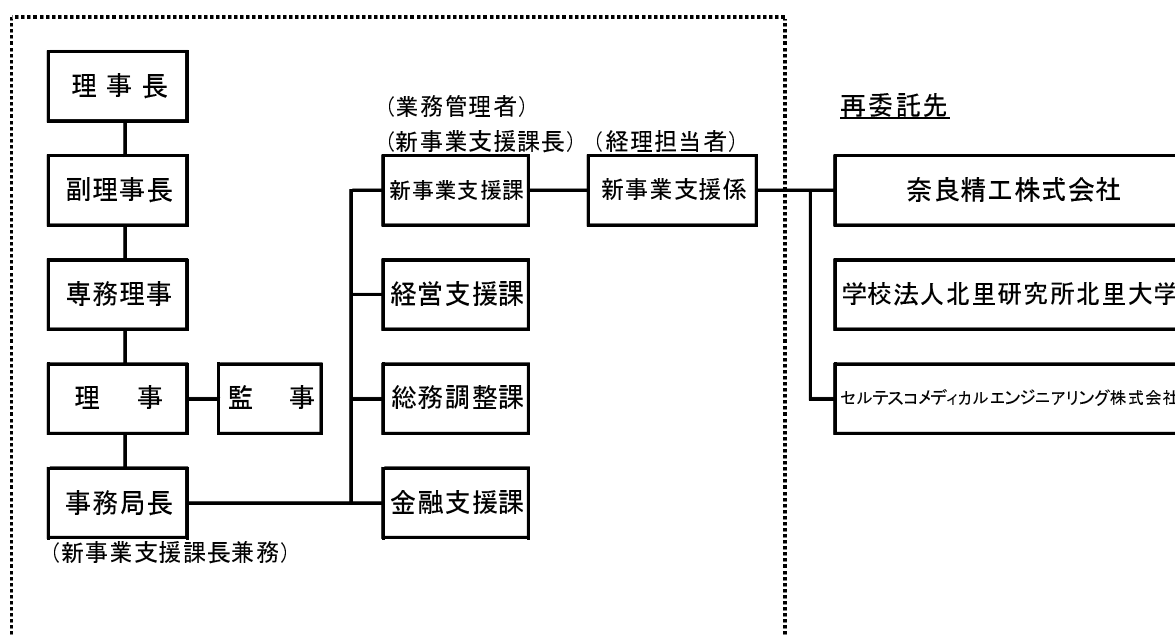 理事長
副理事長
専務理事
理　事
監　事
事務局長
（新事業支援課長兼務）
（業務管理者）
（新事業支援課長）
新事業支援課
経営支援課
総務調整課
金融支援課
（経理担当者）
新事業支援係
再委託先
奈良精工株式会社
学校法人北里研究所北里大学
セルテスコメディカルエンジニアリング株式会社